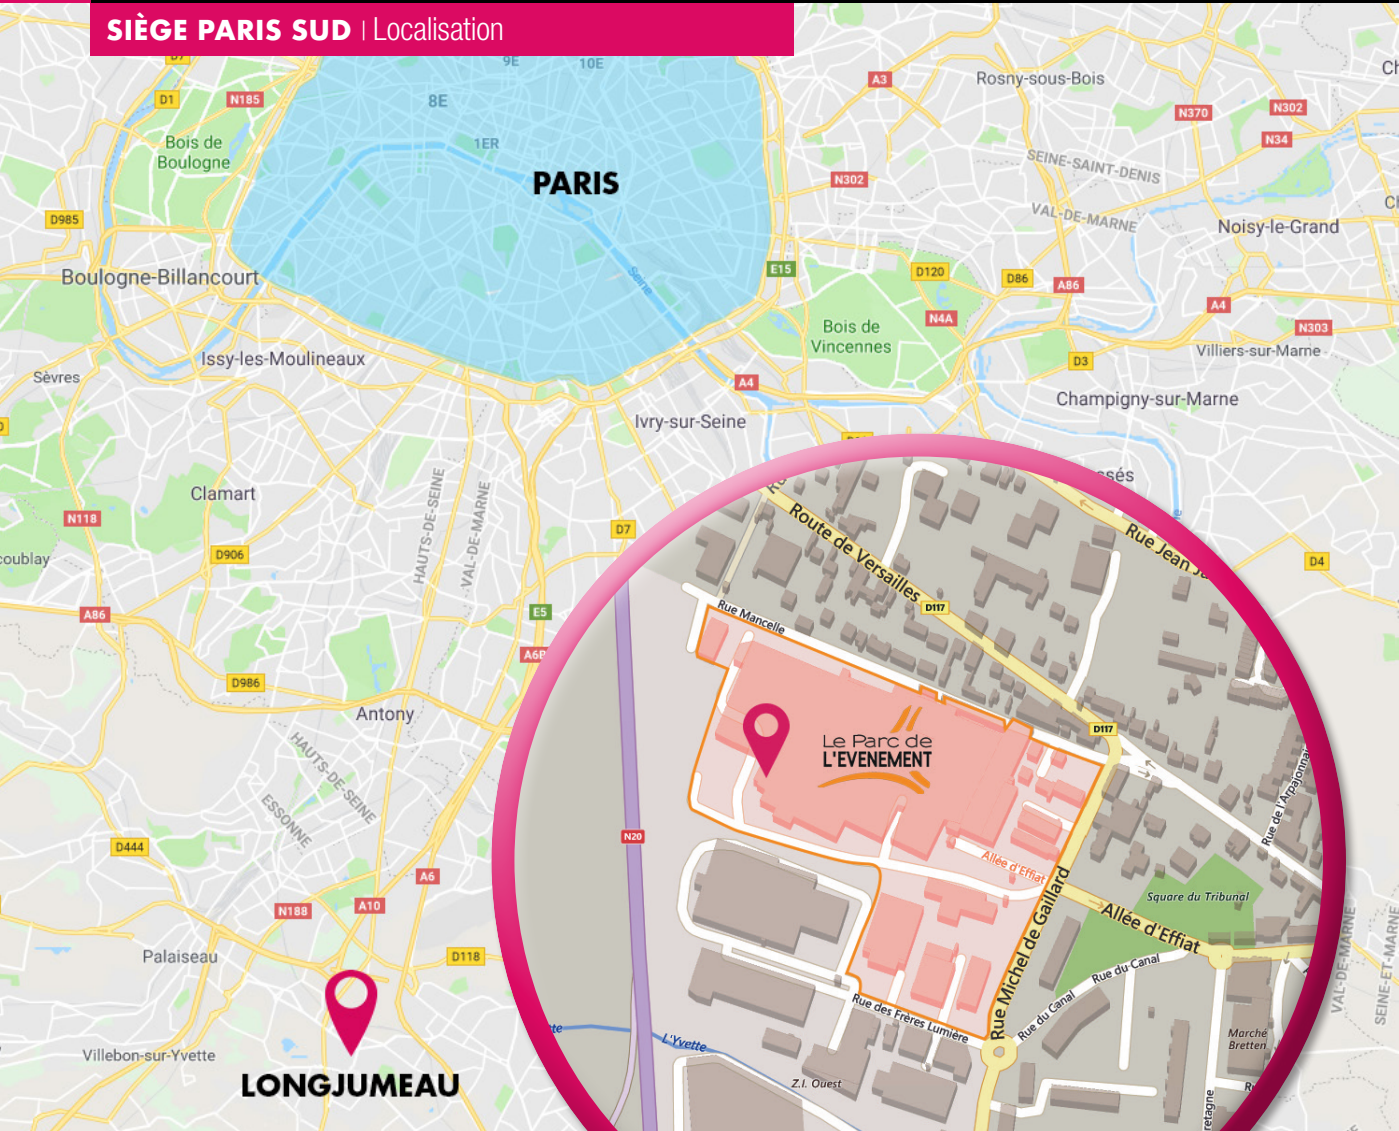 SIÈGE PARIS SUD | Localisation
D7
9E
10E
D1
N185
8E
A3
Rosny-sous-Bois
N370
N302
N34
Bois de
Boulogne
1ER
PARIS
SEINE-SAINT-DENIS
N302
D985
VAL-DE-MARNE
Noisy-le-Grand
Boulogne-Billancourt
Seine
E15
D120
D86
A86
N4A
A4
N303
Bois de
Vincennes
Issy-les-Moulineaux
D3
Villiers-sur-Marne
Sèvres
A4
Champigny-sur-Marne
Ivry-sur-Seine
Clamart
N118
HAUTS-DE-SEINE
VAL-DE-MARNE
D7
D906
D4
A86
E5
A6B
D986
Antony
HAUTS-DE-SEINE
ESSONNE
D444
A6
N188
A10
Palaiseau
D118
Villebon-sur-Yvette
LONGJUMEAU
Route de Versailles
D117
Rue Mancelle
D117
Le Parc de
L'EVENEMENT
N20
Allée d'Effiat
Rue Michel de Gaillard
Square du Tribunal
Allée d'Effiat
Rue du Canal
Rue du Canal
Rue des Frères Lumière
L'Yvette
Z.I. Ouest
Marché
Bretten
Rue de l'Arpajonnais
VAL-DE-MARNE
SEINE-ET-MARNE